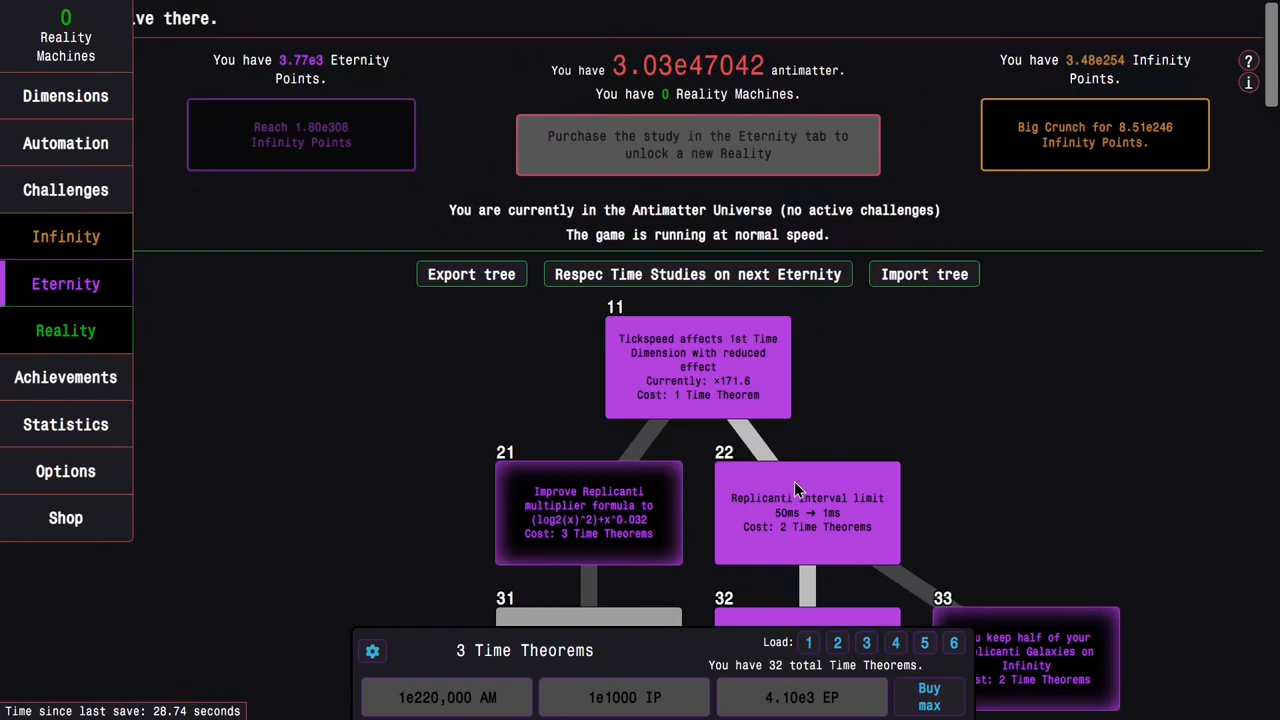 0
Reality
Machines
ve there.
Dimensions
Automation
Challenges
Infinity
Eternity
Reality
Achievements
Statistics
Options
Shop
You have 3.77e3 Eternity
Points.
Reach 1.80e308
Infinity Points
You have 3.03e47042 antimatter.
You have 0 Reality Machines.
Purchase the study in the Eternity tab to
unlock a new Reality
You have 3.48e254 Infinity
Points.
Big Crunch for 8.51e246
Infinity Points.
?
i
You are currently in the Antimatter Universe (no active challenges)
The game is running at normal speed.
Export tree
Respec Time Studies on next Eternity
Import tree
11
Tickspeed affects 1st Time
Dimension with reduced
effect
Currently: ×171.6
Cost: 1 Time Theorem
21
Improve Replicanti
multiplier formula to
(log2(x)^2)+x^0.032
Cost: 3 Time Theorems
22
Replicanti interval limit
50ms → 1ms
Cost: 2 Time Theorems
31
32
33
u keep half of your
plicanti Galaxies on
Infinity
st: 2 Time Theorems
3 Time Theorems
Load: 1 2 3 4 5 6
You have 32 total Time Theorems.
1e220,000 AM
1e1000 IP
4.10e3 EP
Buy
max
Time since last save: 28.74 seconds